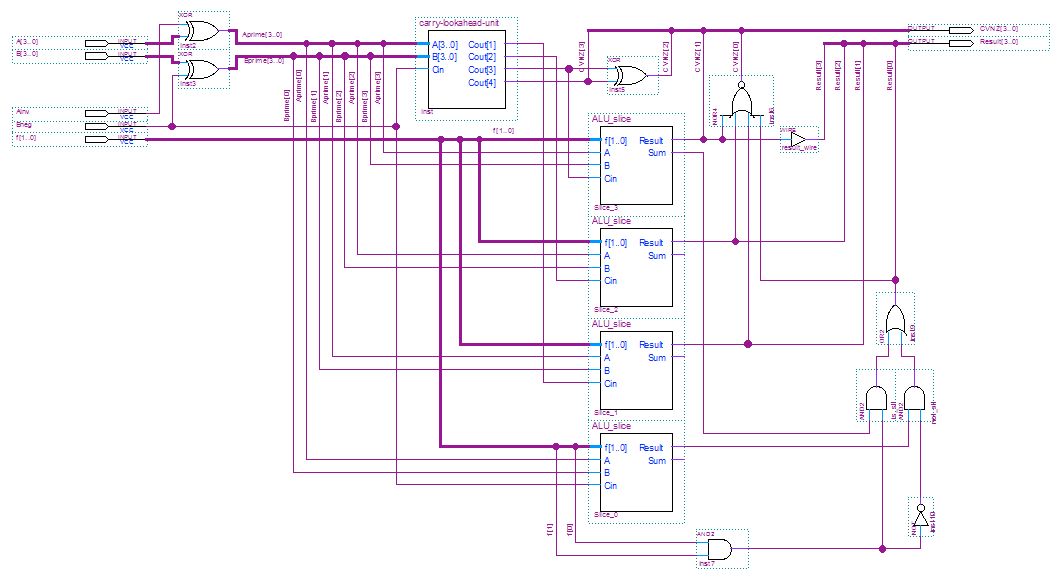 XOR
inst2
XOR
inst3
A[3..0]
INPUT
VCC
B[3..0]
INPUT
VCC
Ainv
INPUT
VCC
Bneg
INPUT
VCC
f[1..0]
INPUT
VCC
Aprime[3..0]
Bprime[3..0]
Bprime[0]
Aprime[0]
Bprime[1]
Aprime[1]
Bprime[2]
Aprime[2]
Bprime[3]
Aprime[3]
carry-lookahead-unit
A[3..0]
B[3..0]
Cin
Cout[1]
Cout[2]
Cout[3]
Cout[4]
inst
f[1..0]
CVNZ[3]
XOR
inst5
CVNZ[2]
CVNZ[1]
CVNZ[0]
OUTPUT
CVNZ[3..0]
OUTPUT
Result[3..0]
NOR4
WIRE
result_wire
Result[3]
Result[2]
Result[1]
Result[0]
ALU_slice
f[1..0]
A
B
Cin
Result
Sum
Slice_3
ALU_slice
f[1..0]
A
B
Cin
Result
Sum
Slice_2
ALU_slice
f[1..0]
A
B
Cin
Result
Sum
Slice_1
ALU_slice
f[1..0]
A
B
Cin
Result
Sum
Slice_0
OR2
AND2
is_slt
AND2
not_slt
f[1]
f[0]
AND2
inst7